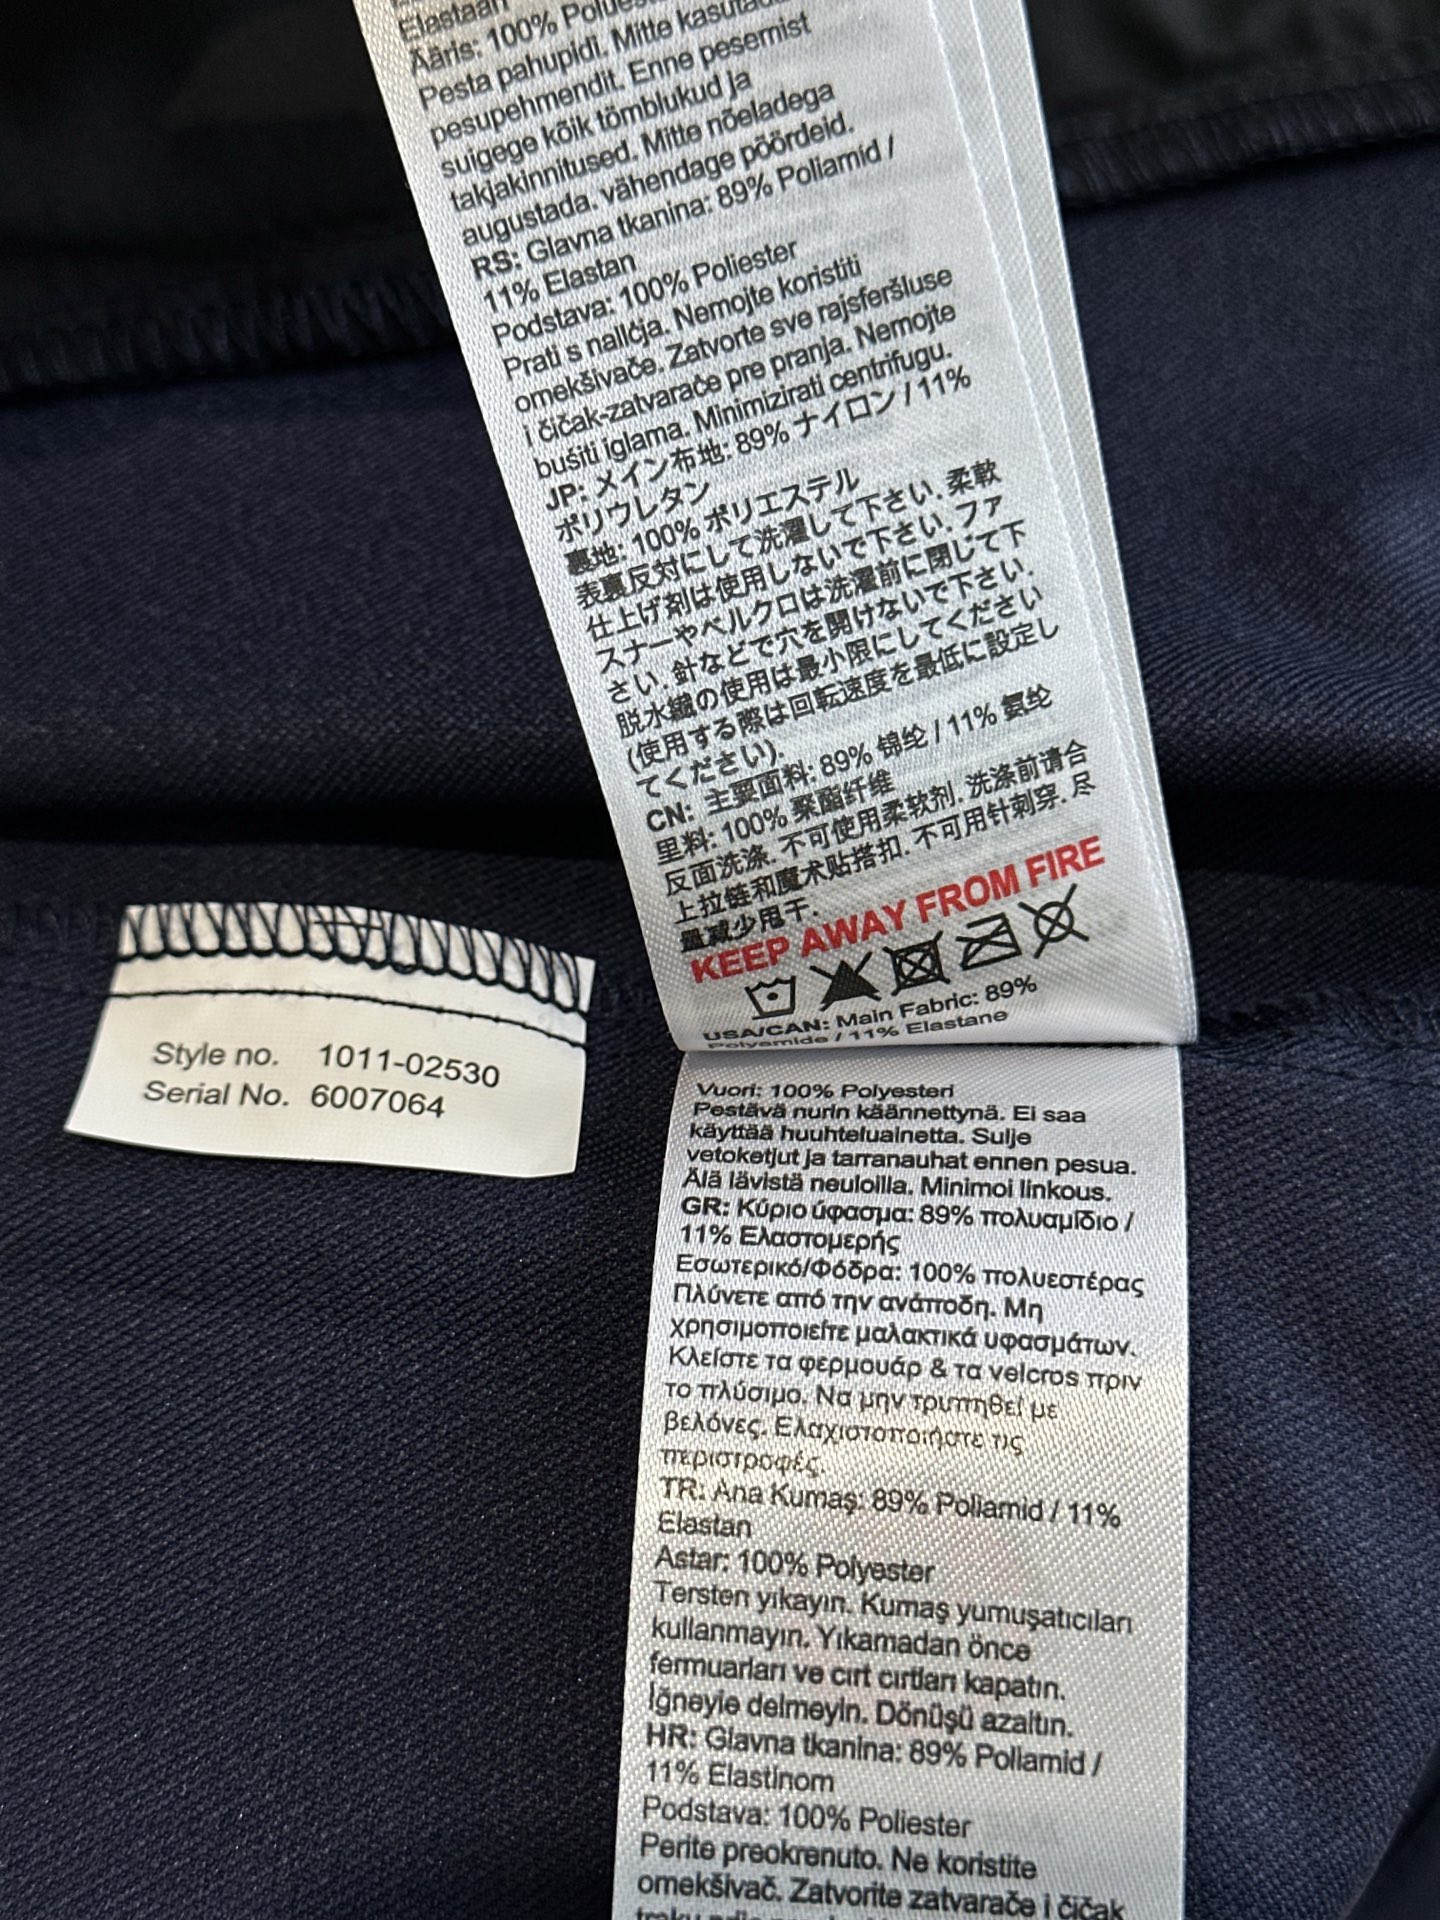 Elastaan
Ääris: 100%
Pesta pahupidi. Mitte
pesupehmendit. Enne pesemist
suigege kõik tõmblukud ja
takjakinnitused. Mitte nõeladega
augustada. vähendage pöördeid.
RS: Glavna tkanina: 89% Poliamid /
11% Elastan
Podstava: 100% Poliester
Prati s naličja. Nemojte koristiti
omekšivače. Zatvorte sve rajsferšluse
i čičak-zatvarače pre pranja. Nemojte
bušiti iglama. Minimizirati centrifugu.
JP: メイン布地: 89% ナイロン / 11%
ポリウレタン
裏地: 100% ポリエステル
表裏反対にして洗濯して下さい. 柔軟
仕上げ剤は使用しないで下さい. ファ
スナーやベルクロは洗濯前に閉じて下
さい. 針などで穴を開けないで下さい.
脱水繊の使用は最小限にしてください
(使用する際は回転速度を最低に設定し
てください).
CN: 主要面料: 89% 锦纶 / 11% 氨纶
里料: 100% 聚酯纤维
反面洗涤. 不可使用柔软剂. 洗涤前请合
上拉链和魔术贴搭扣. 不可用针刺穿. 尽
量减少甩干.
KEEP AWAY FROM FIRE
USA/CAN: Main Fabric: 89%
Polyamide / 11% Elastane
Style no. 1011-02530
Serial No. 6007064
Vuori: 100% Polyesteri
Pestävä nurin käännettynä. Ei saa
käyttää huuhteluainetta. Sulje
vetoketjut ja tarranauhat ennen pesua.
Älä lävistä neuloilla. Minimoi linkous.
GR: Κύριο ύφασμα: 89% πολυαμίδιο /
11% Ελαστομερής
Εσωτερικό/Φόδρα: 100% πολυεστέρας
Πλύνετε από την ανάποδη. Μη
χρησιμοποιείτε μαλακτικά υφασμάτων.
Κλείστε τα φερμουάρ & τα velcros πριν
το πλύσιμο. Να μην τρυπηθεί με
βελόνες. Ελαχιστοποιήστε τις
περιστροφές.
TR: Ana Kumaş: 89% Poliamid / 11%
Elastan
Astar: 100% Polyester
Tersten yıkayın. Kumaş yumuşatıcıları
kullanmayın. Yıkamadan önce
fermuarları ve cırt cırtları kapatın.
İğneyle delmeyin. Dönüşü azaltın.
HR: Glavna tkanina: 89% Poliamid /
11% Elastinom
Podstava: 100% Poliester
Perite preokrenuto. Ne koristite
omekšivač. Zatvorite zatvarače i čičak